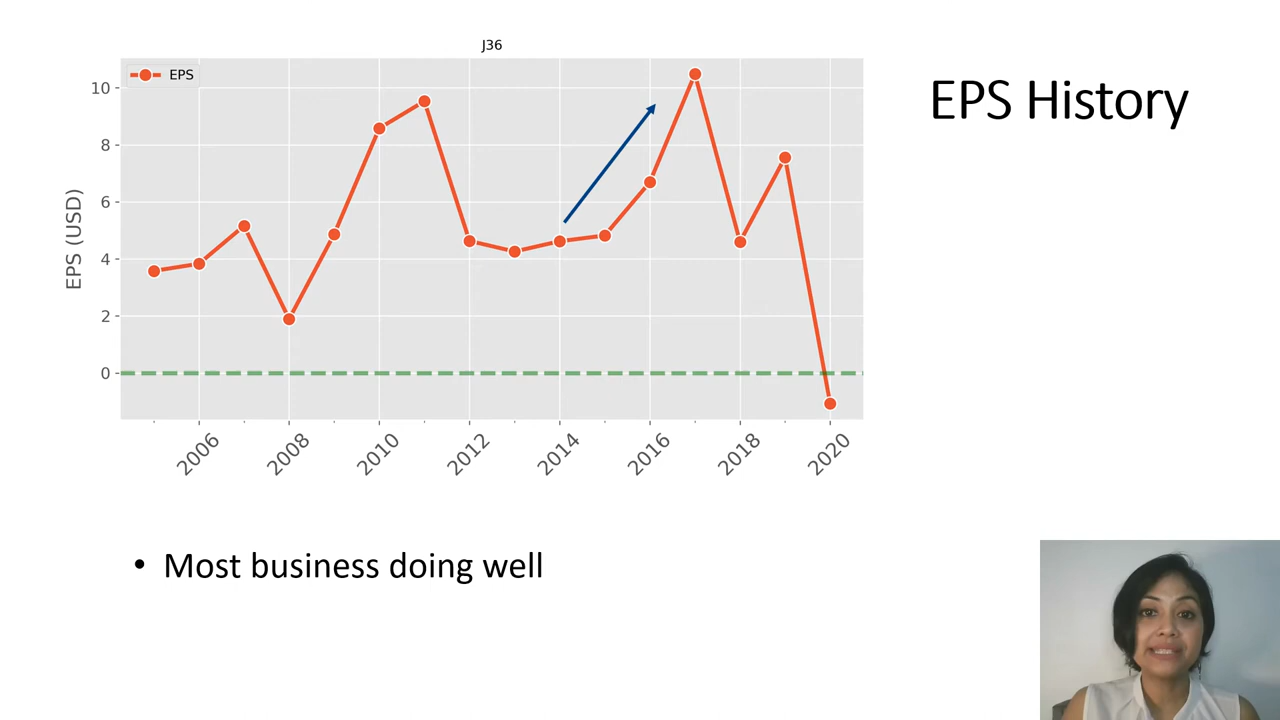 J36
EPS History
EPS
10
8
6
4
2
0
EPS (USD)
2006
2008
2010
2012
2014
2016
2018
2020
• Most business doing well